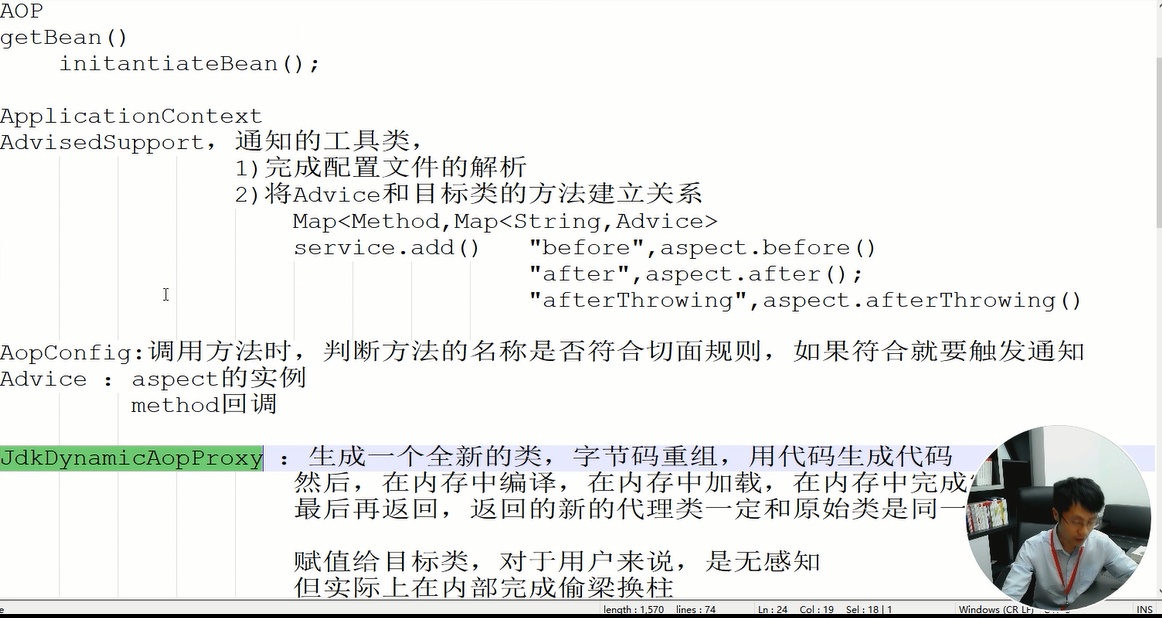 AOP
getBean()
initantiateBean();
ApplicationContext
AdvisedSupport，通知的工具类，
1)完成配置文件的解析
2)将Advice和目标类的方法建立关系
Map<Method,Map<String,Advice>
service.add() "before",aspect.before()
"after",aspect.after();
"afterThrowing",aspect.afterThrowing()
AopConfig:调用方法时，判断方法的名称是否符合切面规则，如果符合就要触发通知
Advice ：aspect的实例
method回调
JdkDynamicAopProxy ：生成一个全新的类，字节码重组，用代码生成代码
然后，在内存中编译，在内存中加载，在内存中完成
最后再返回，返回的新的代理类一定和原始类是同一
赋值给目标类，对于用户来说，是无感知
但实际上在内部完成偷梁换柱
e length : 1,570 lines : 74 Ln : 24 Col : 19 Sel : 18 | 1 Windows (CR LF) INS